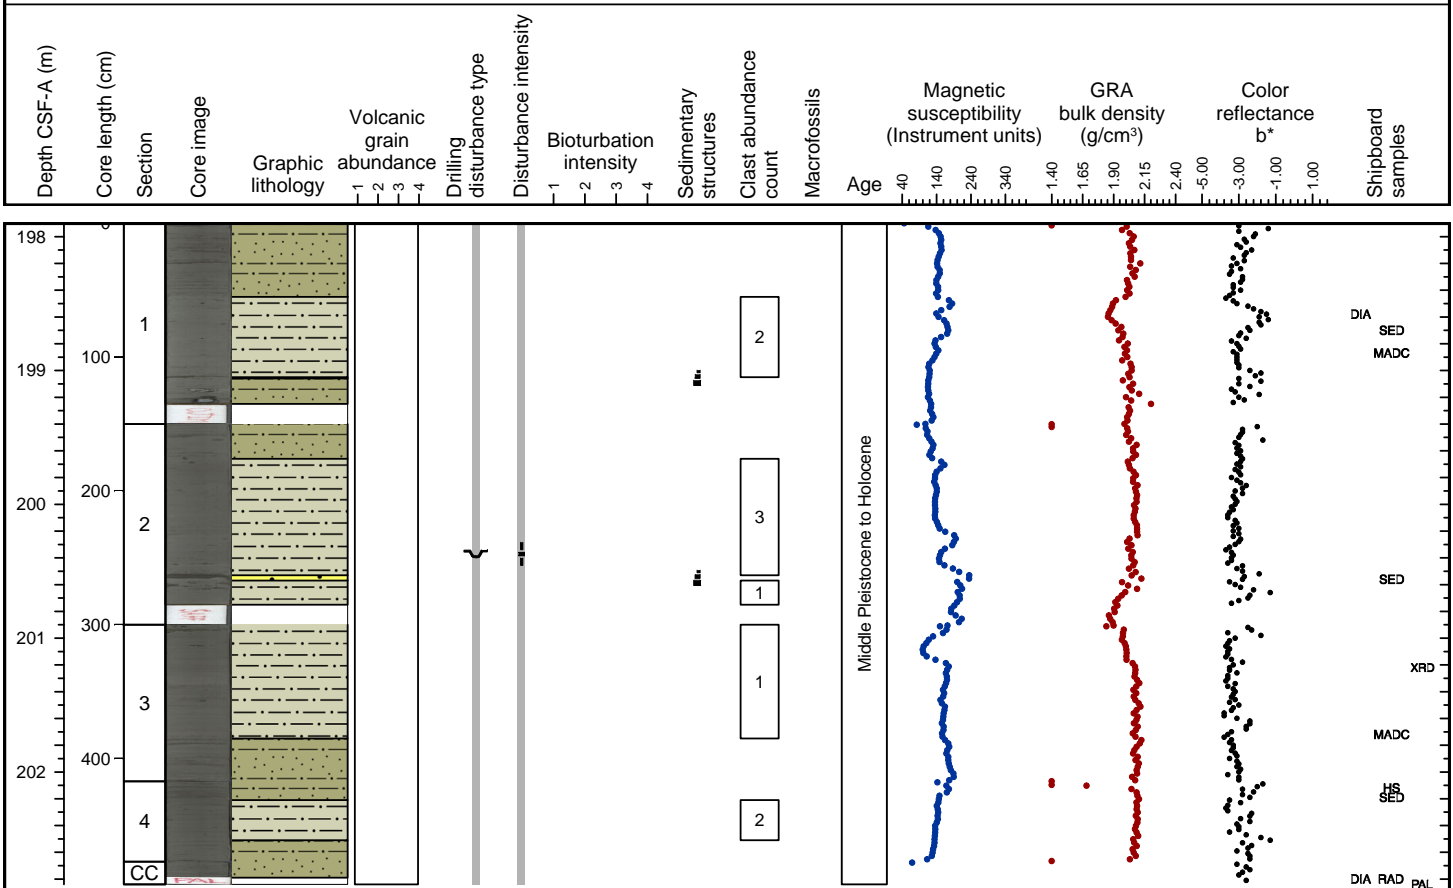 Depth CSF-A (m)
Core length (cm)
Section
Core image
Graphic
lithology
Volcanic
grain
abundance
1 2 3 4
Drilling
disturbance type
Disturbance intensity
Bioturbation
intensity
1 2 3 4
Sedimentary
structures
Clast abundance
count
Macrofossils
Age
Magnetic
susceptibility
(Instrument units)
40 140 240 340
GRA
bulk density
(g/cm³)
1.40 1.65 1.90 2.15 2.40
Color
reflectance
b*
-5.00 -3.00 -1.00 1.00
Shipboard
samples
198
199
200
201
202
0
100
200
300
400
1
2
3
4
CC
PAL
2
3
1
1
2
Middle Pleistocene to Holocene
DIA
SED
MADC
SED
XRD
MADC
HS
SED
DIA RAD PAL